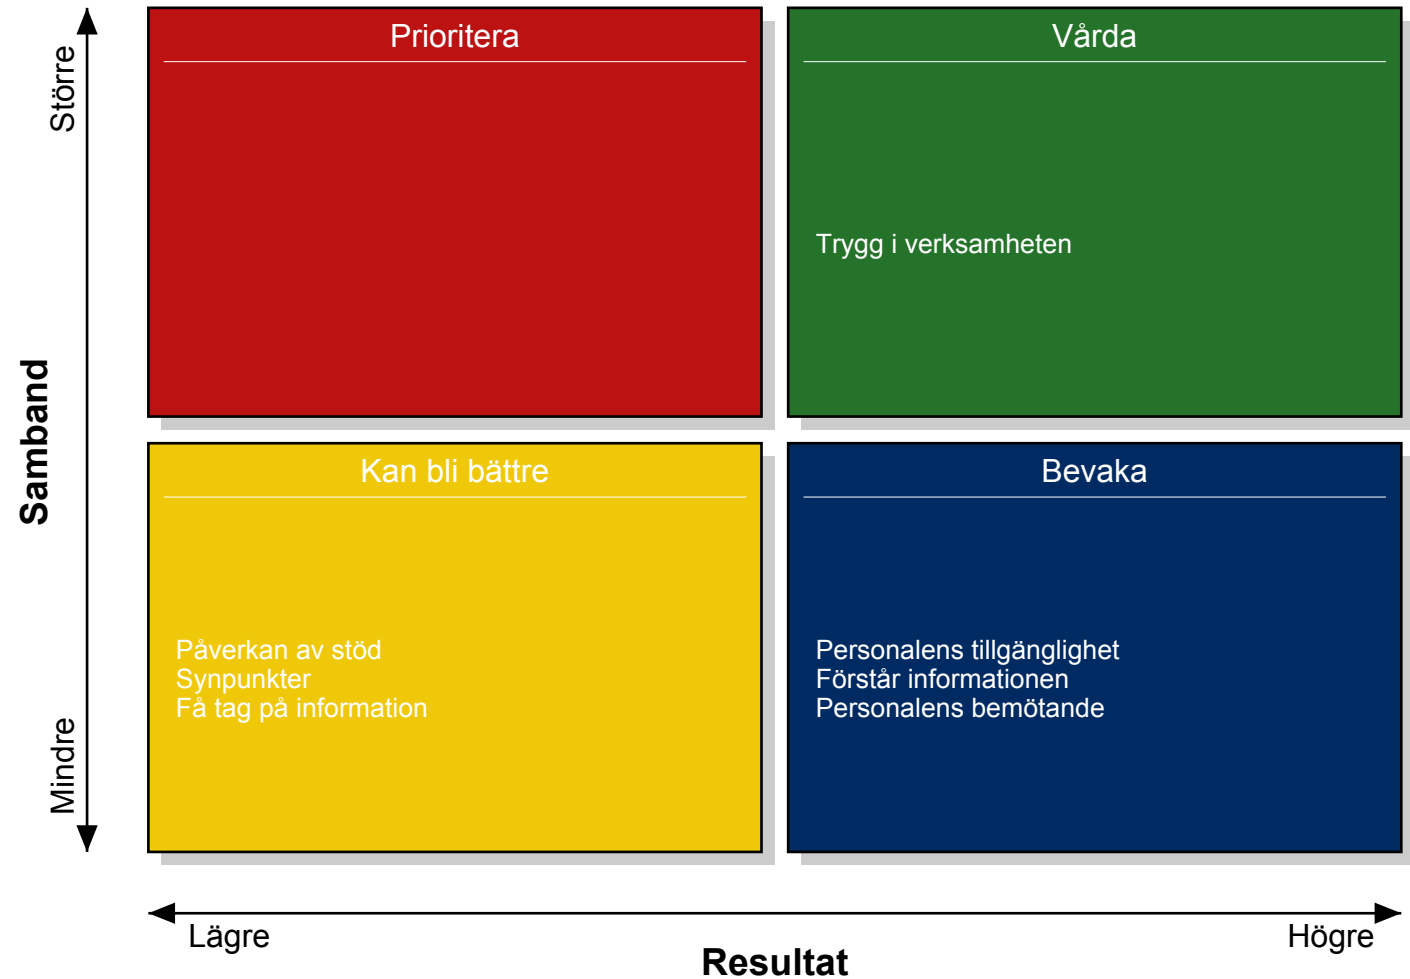 Större
Prioritera
Vårda
Trygg i verksamheten
Samband
Kan bli bättre
Bevaka
Påverkan av stöd
Synpunkter
Få tag på information
Personalens tillgänglighet
Förstår informationen
Personalens bemötande
Mindre
Lägre
Högre
Resultat